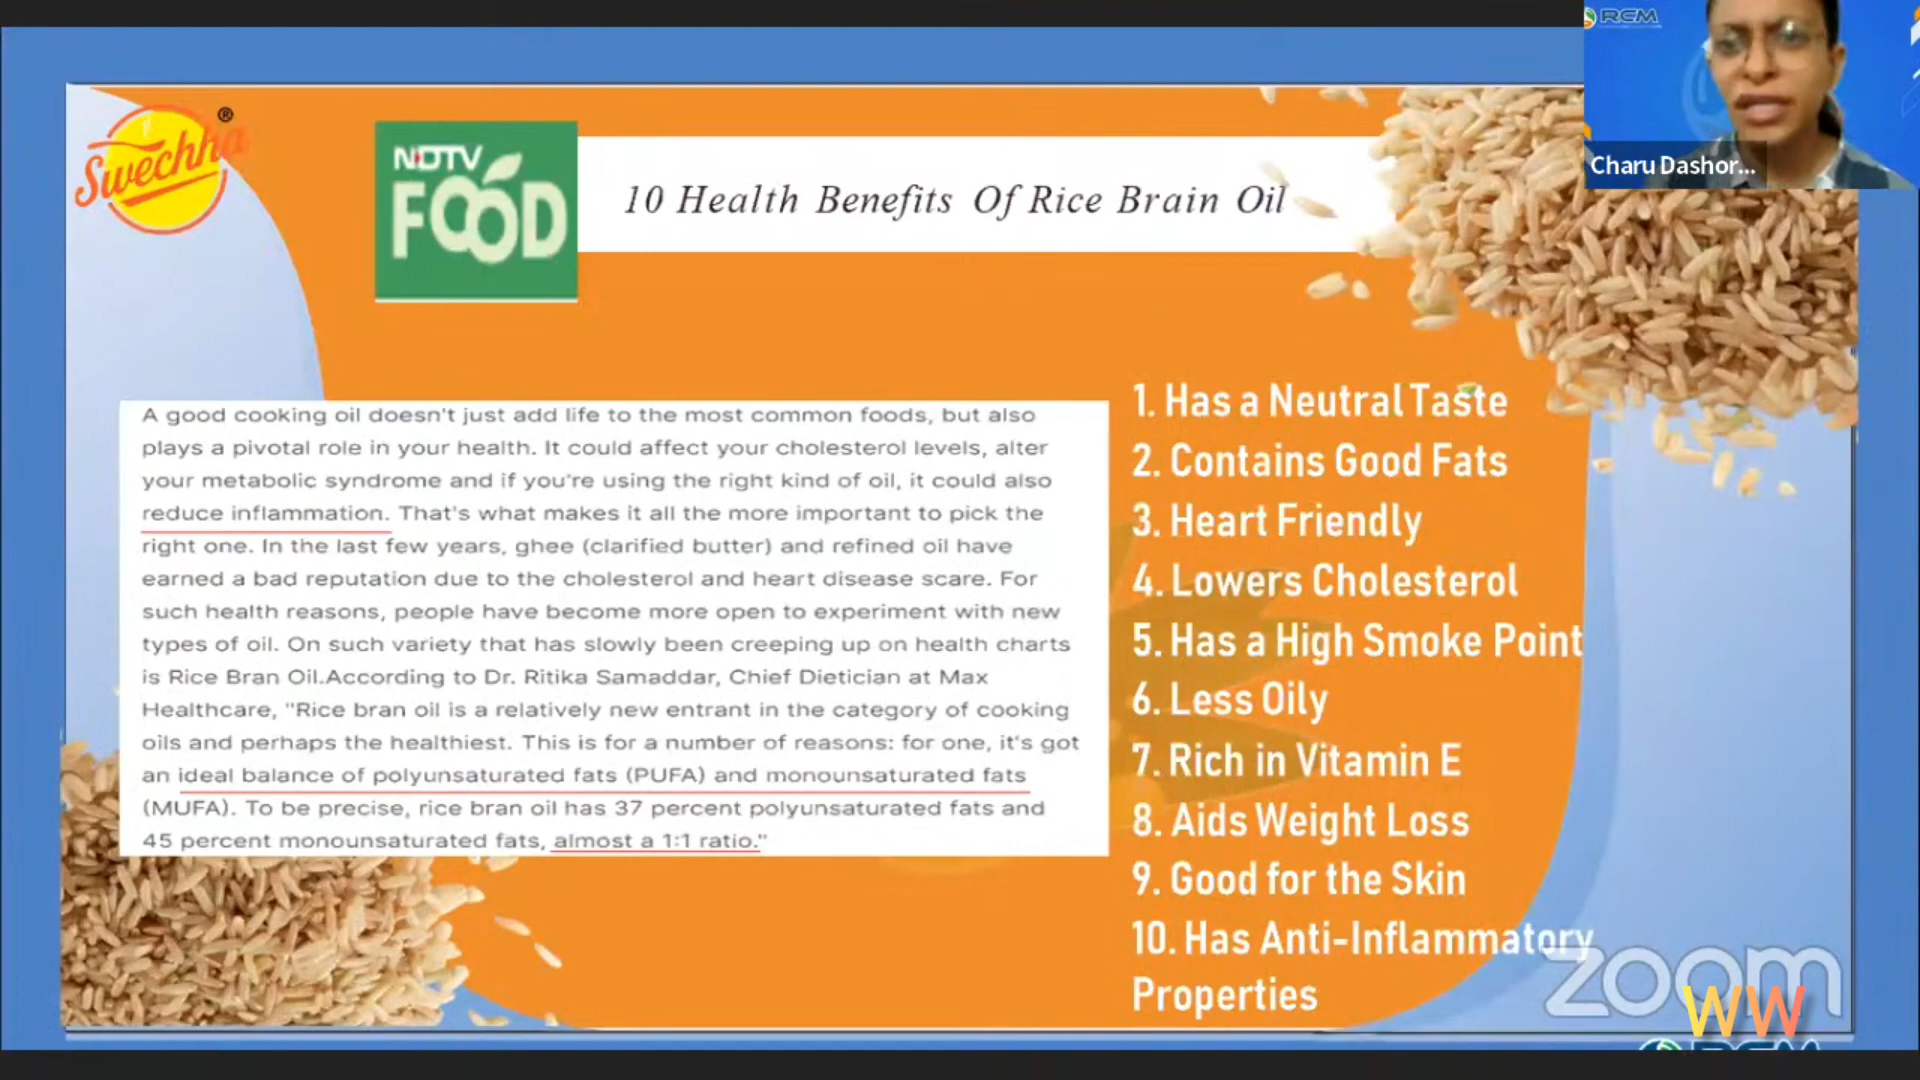 RCM
Charu Dashor...
Swechha
®
NDTV
FOOD
10 Health Benefits Of Rice Brain Oil
A good cooking oil doesn't just add life to the most common foods, but also
plays a pivotal role in your health. It could affect your cholesterol levels, alter
your metabolic syndrome and if you're using the right kind of oil, it could also
reduce inflammation. That's what makes it all the more important to pick the
right one. In the last few years, ghee (clarified butter) and refined oil have
earned a bad reputation due to the cholesterol and heart disease scare. For
such health reasons, people have become more open to experiment with new
types of oil. On such variety that has slowly been creeping up on health charts
is Rice Bran Oil.According to Dr. Ritika Samaddar, Chief Dietician at Max
Healthcare, "Rice bran oil is a relatively new entrant in the category of cooking
oils and perhaps the healthiest. This is for a number of reasons: for one, it's got
an ideal balance of polyunsaturated fats (PUFA) and monounsaturated fats
(MUFA). To be precise, rice bran oil has 37 percent polyunsaturated fats and
45 percent monounsaturated fats, almost a 1:1 ratio."
1. Has a Neutral Taste
2. Contains Good Fats
3. Heart Friendly
4. Lowers Cholesterol
5. Has a High Smoke Point
6. Less Oily
7. Rich in Vitamin E
8. Aids Weight Loss
9. Good for the Skin
10. Has Anti-Inflammatory
Properties
zoom
WW
RCM